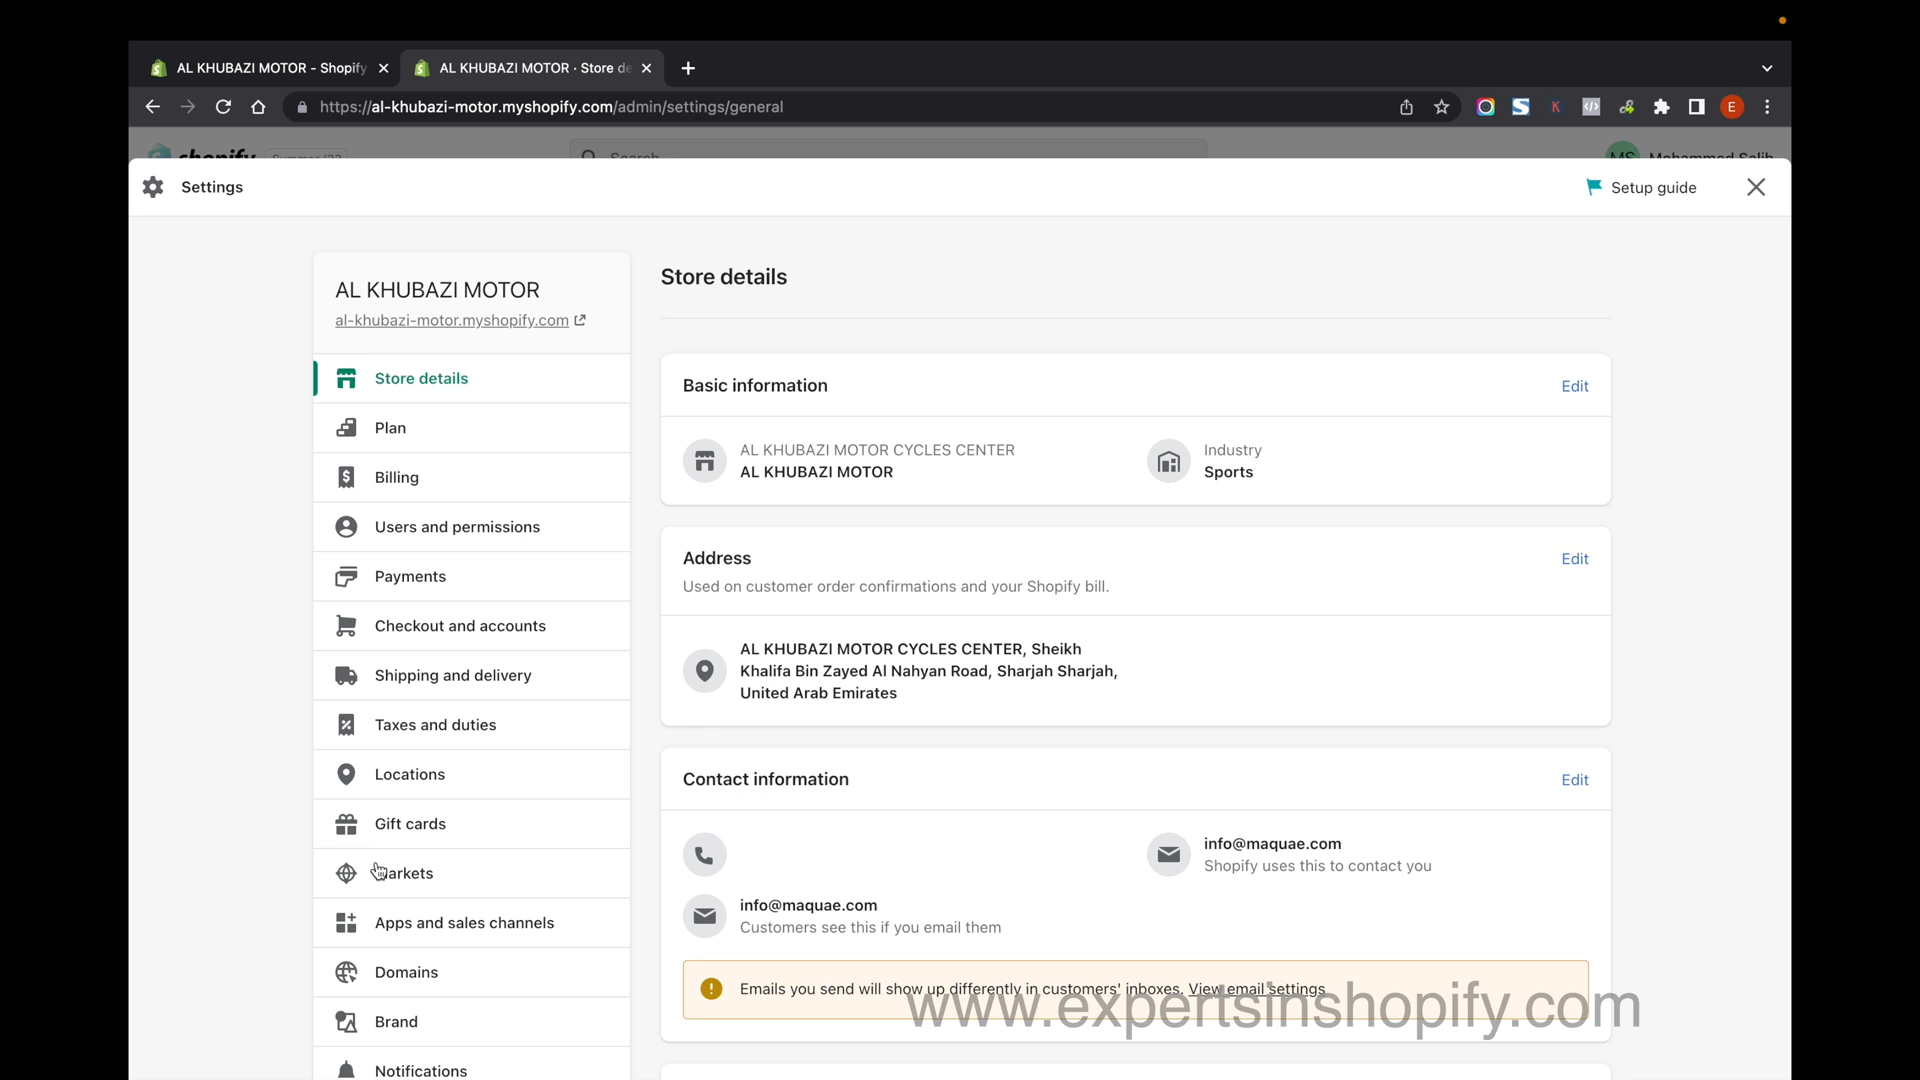 AL KHUBAZI MOTOR - Shopify
AL KHUBAZI MOTOR · Store de
https://al-khubazi-motor.myshopify.com/admin/settings/general
E
shopify
Search
MS Mohammed Salih
Settings
Setup guide
AL KHUBAZI MOTOR
al-khubazi-motor.myshopify.com
Store details
Plan
Billing
Users and permissions
Payments
Checkout and accounts
Shipping and delivery
Taxes and duties
Locations
Gift cards
arkets
Apps and sales channels
Domains
Brand
Notifications
Store details
Basic information
Edit
AL KHUBAZI MOTOR CYCLES CENTER
AL KHUBAZI MOTOR
Industry
Sports
Address
Edit
Used on customer order confirmations and your Shopify bill.
AL KHUBAZI MOTOR CYCLES CENTER, Sheikh
Khalifa Bin Zayed Al Nahyan Road, Sharjah Sharjah,
United Arab Emirates
Contact information
Edit
info@maquae.com
Shopify uses this to contact you
info@maquae.com
Customers see this if you email them
Emails you send will show up differently in customers' inboxes. View email settings
www.expertsinshopify.com